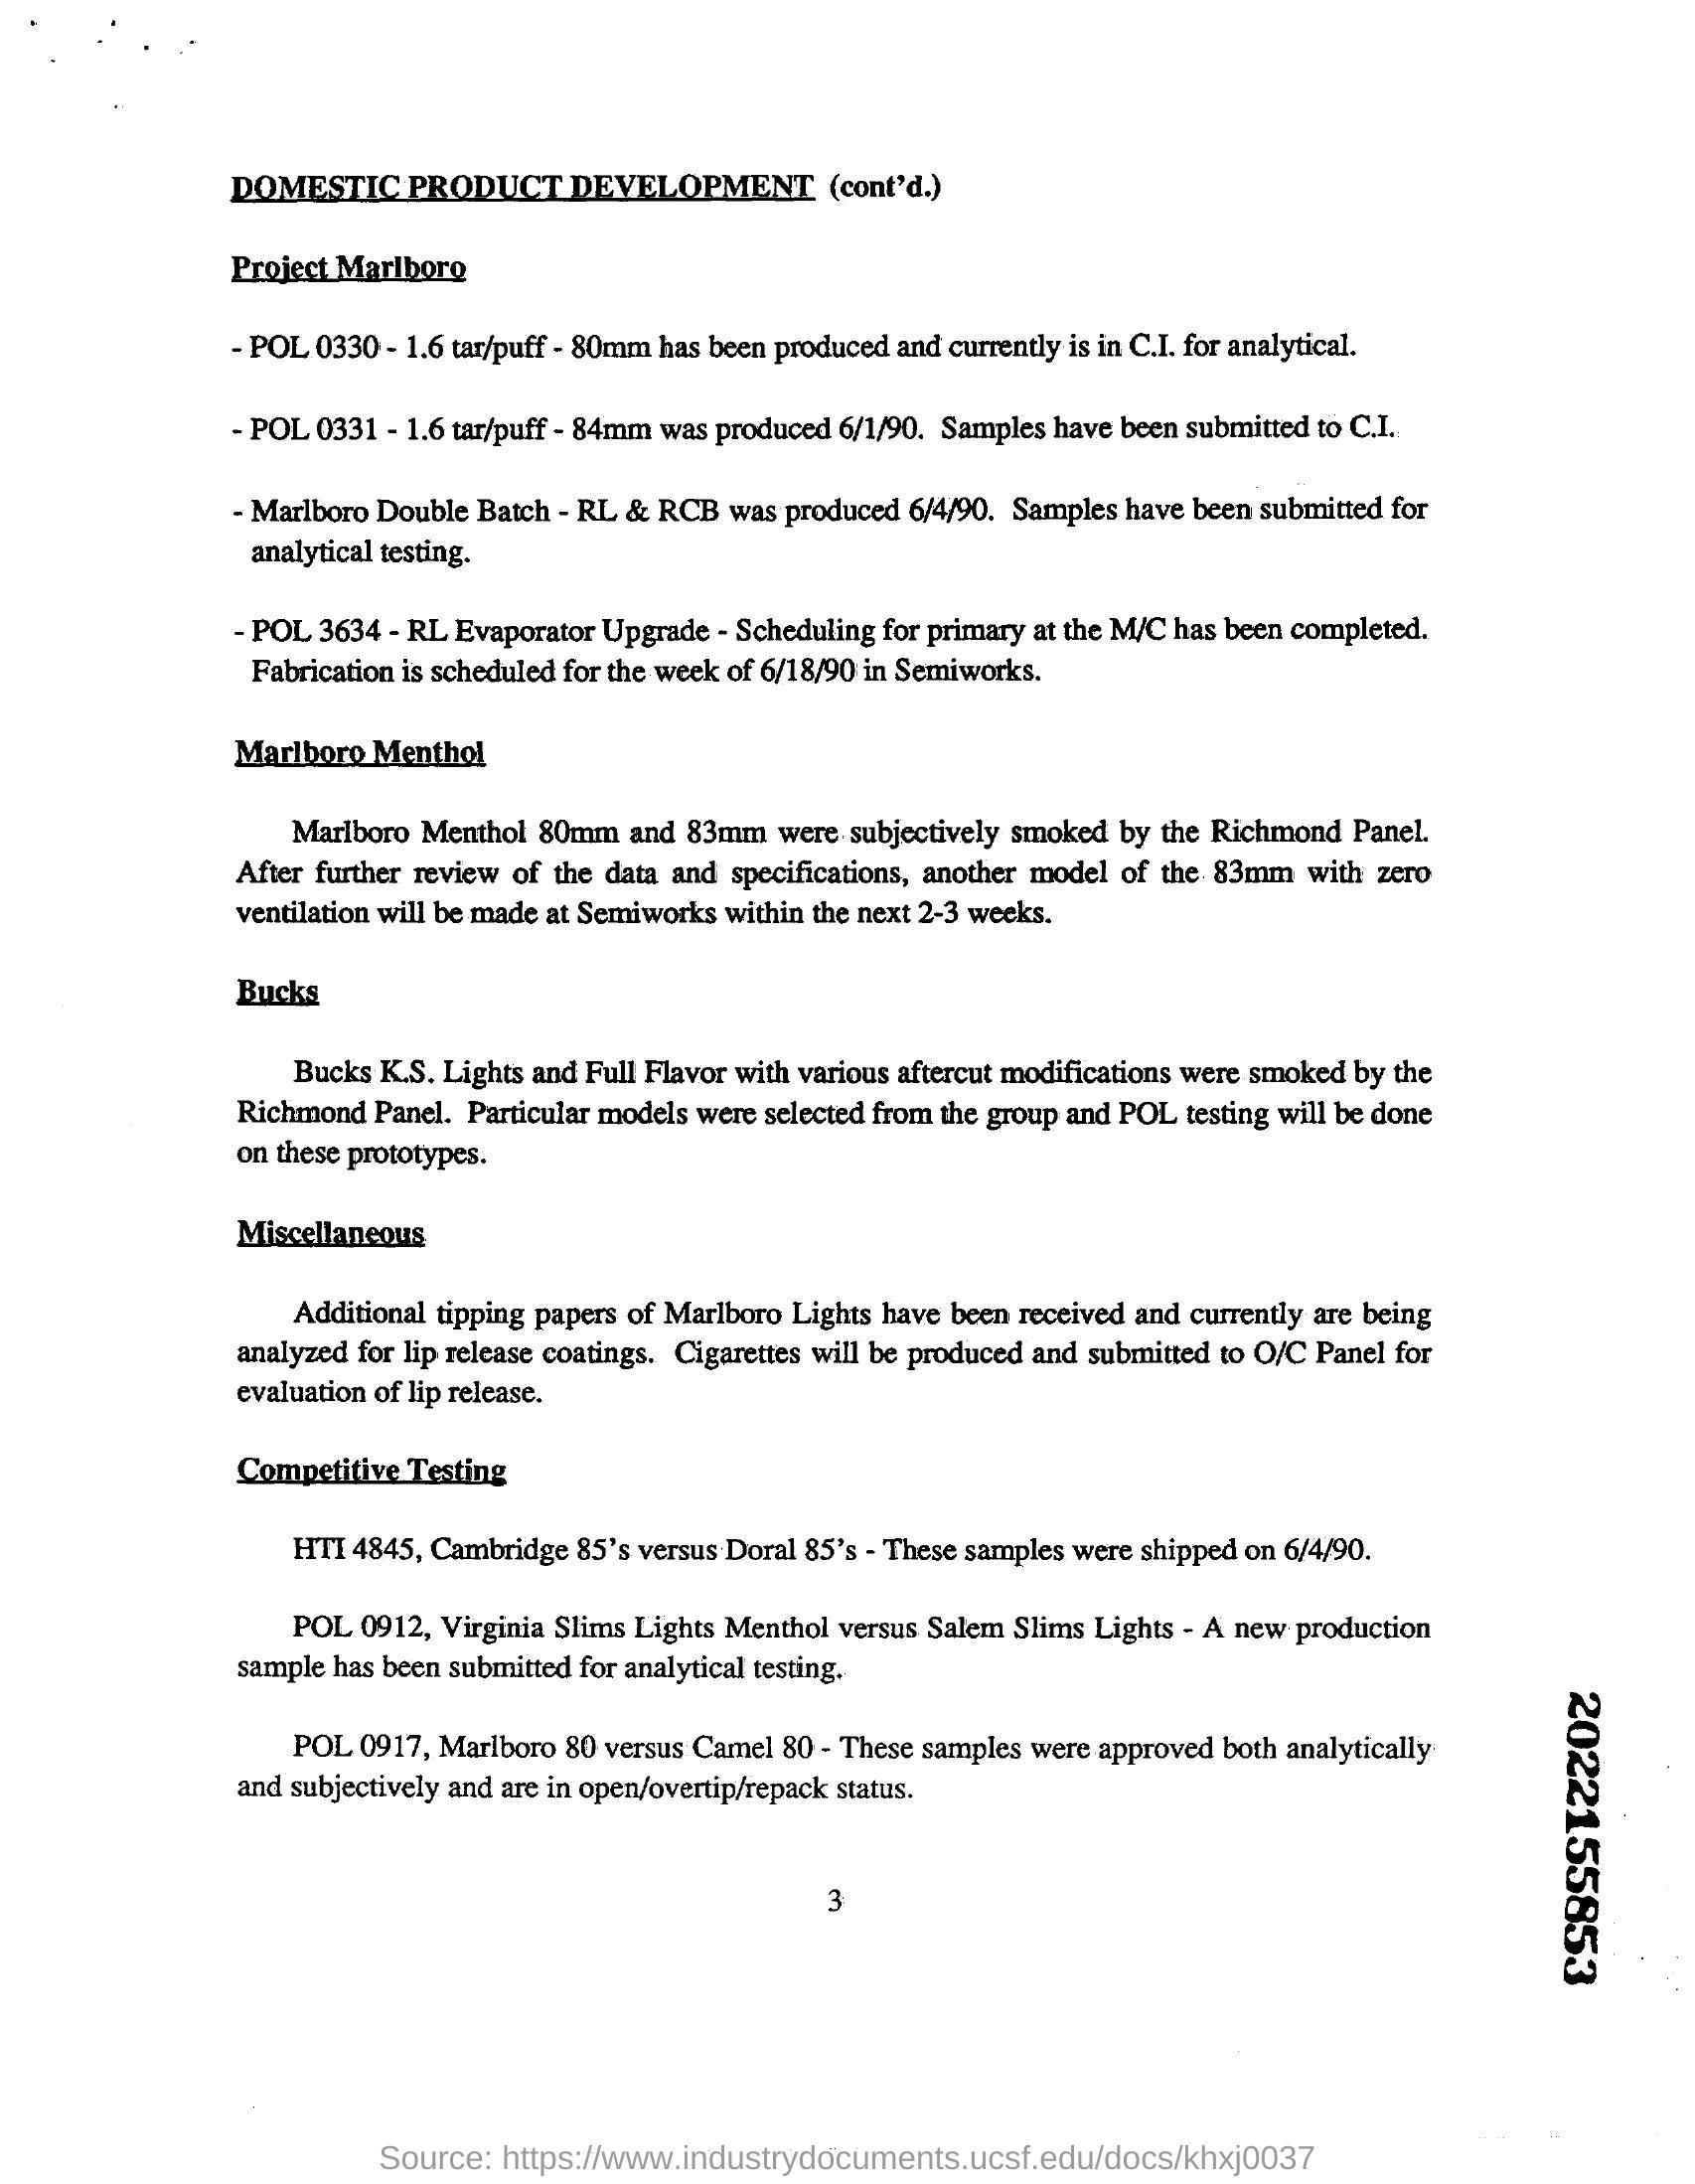 DOMESTIC PRODUCT DEVELOPMENT (cont'd.)
Project Marlboro
- POL 0330 - 1.6 tar/puff - 80mm has been produced and currently is in C.I. for analytical.
- POL 0331 - 1.6 tar/puff - 84mm was produced 6/1/90. Samples have been submitted to C.I.
- Marlboro Double Batch - RL & RCB was produced 6/4/90. Samples have been submitted for
analytical testing.
- POL 3634 - RL Evaporator Upgrade - Scheduling for primary at the M/C has been completed.
Fabrication is scheduled for the week of 6/18/90 in Semiworks.
Marlboro Menthol
Marlboro Menthol 80mm and 83mm were subjectively smoked by the Richmond Panel.
After further review of the data and specifications, another model of the 83mm with zero
ventilation will be made at Semiworks within the next 2-3 weeks.
Bucks
Bucks K.S. Lights and Full Flavor with various aftercut modifications were smoked by the
Richmond Panel. Particular models were selected from the group and POL testing will be done
on these prototypes.
Miscellaneous
Additional tipping papers of Marlboro Lights have been received and currently are being
analyzed for lip release coatings. Cigarettes will be produced and submitted to O/C Panel for
evaluation of lip release.
Competitive Testing
HTI 4845, Cambridge 85's versus Doral 85's - These samples were shipped on 6/4/90.
POL 0912, Virginia Slims Lights Menthol versus Salem Slims Lights - A new production
sample has been submitted for analytical testing.
POL 0917, Marlboro 80 versus Camel 80 - These samples were approved both analytically
and subjectively and are in open/overtip/repack status.
3
2022155853
Source: https://www.industrydocuments.ucsf.edu/docs/khxj0037